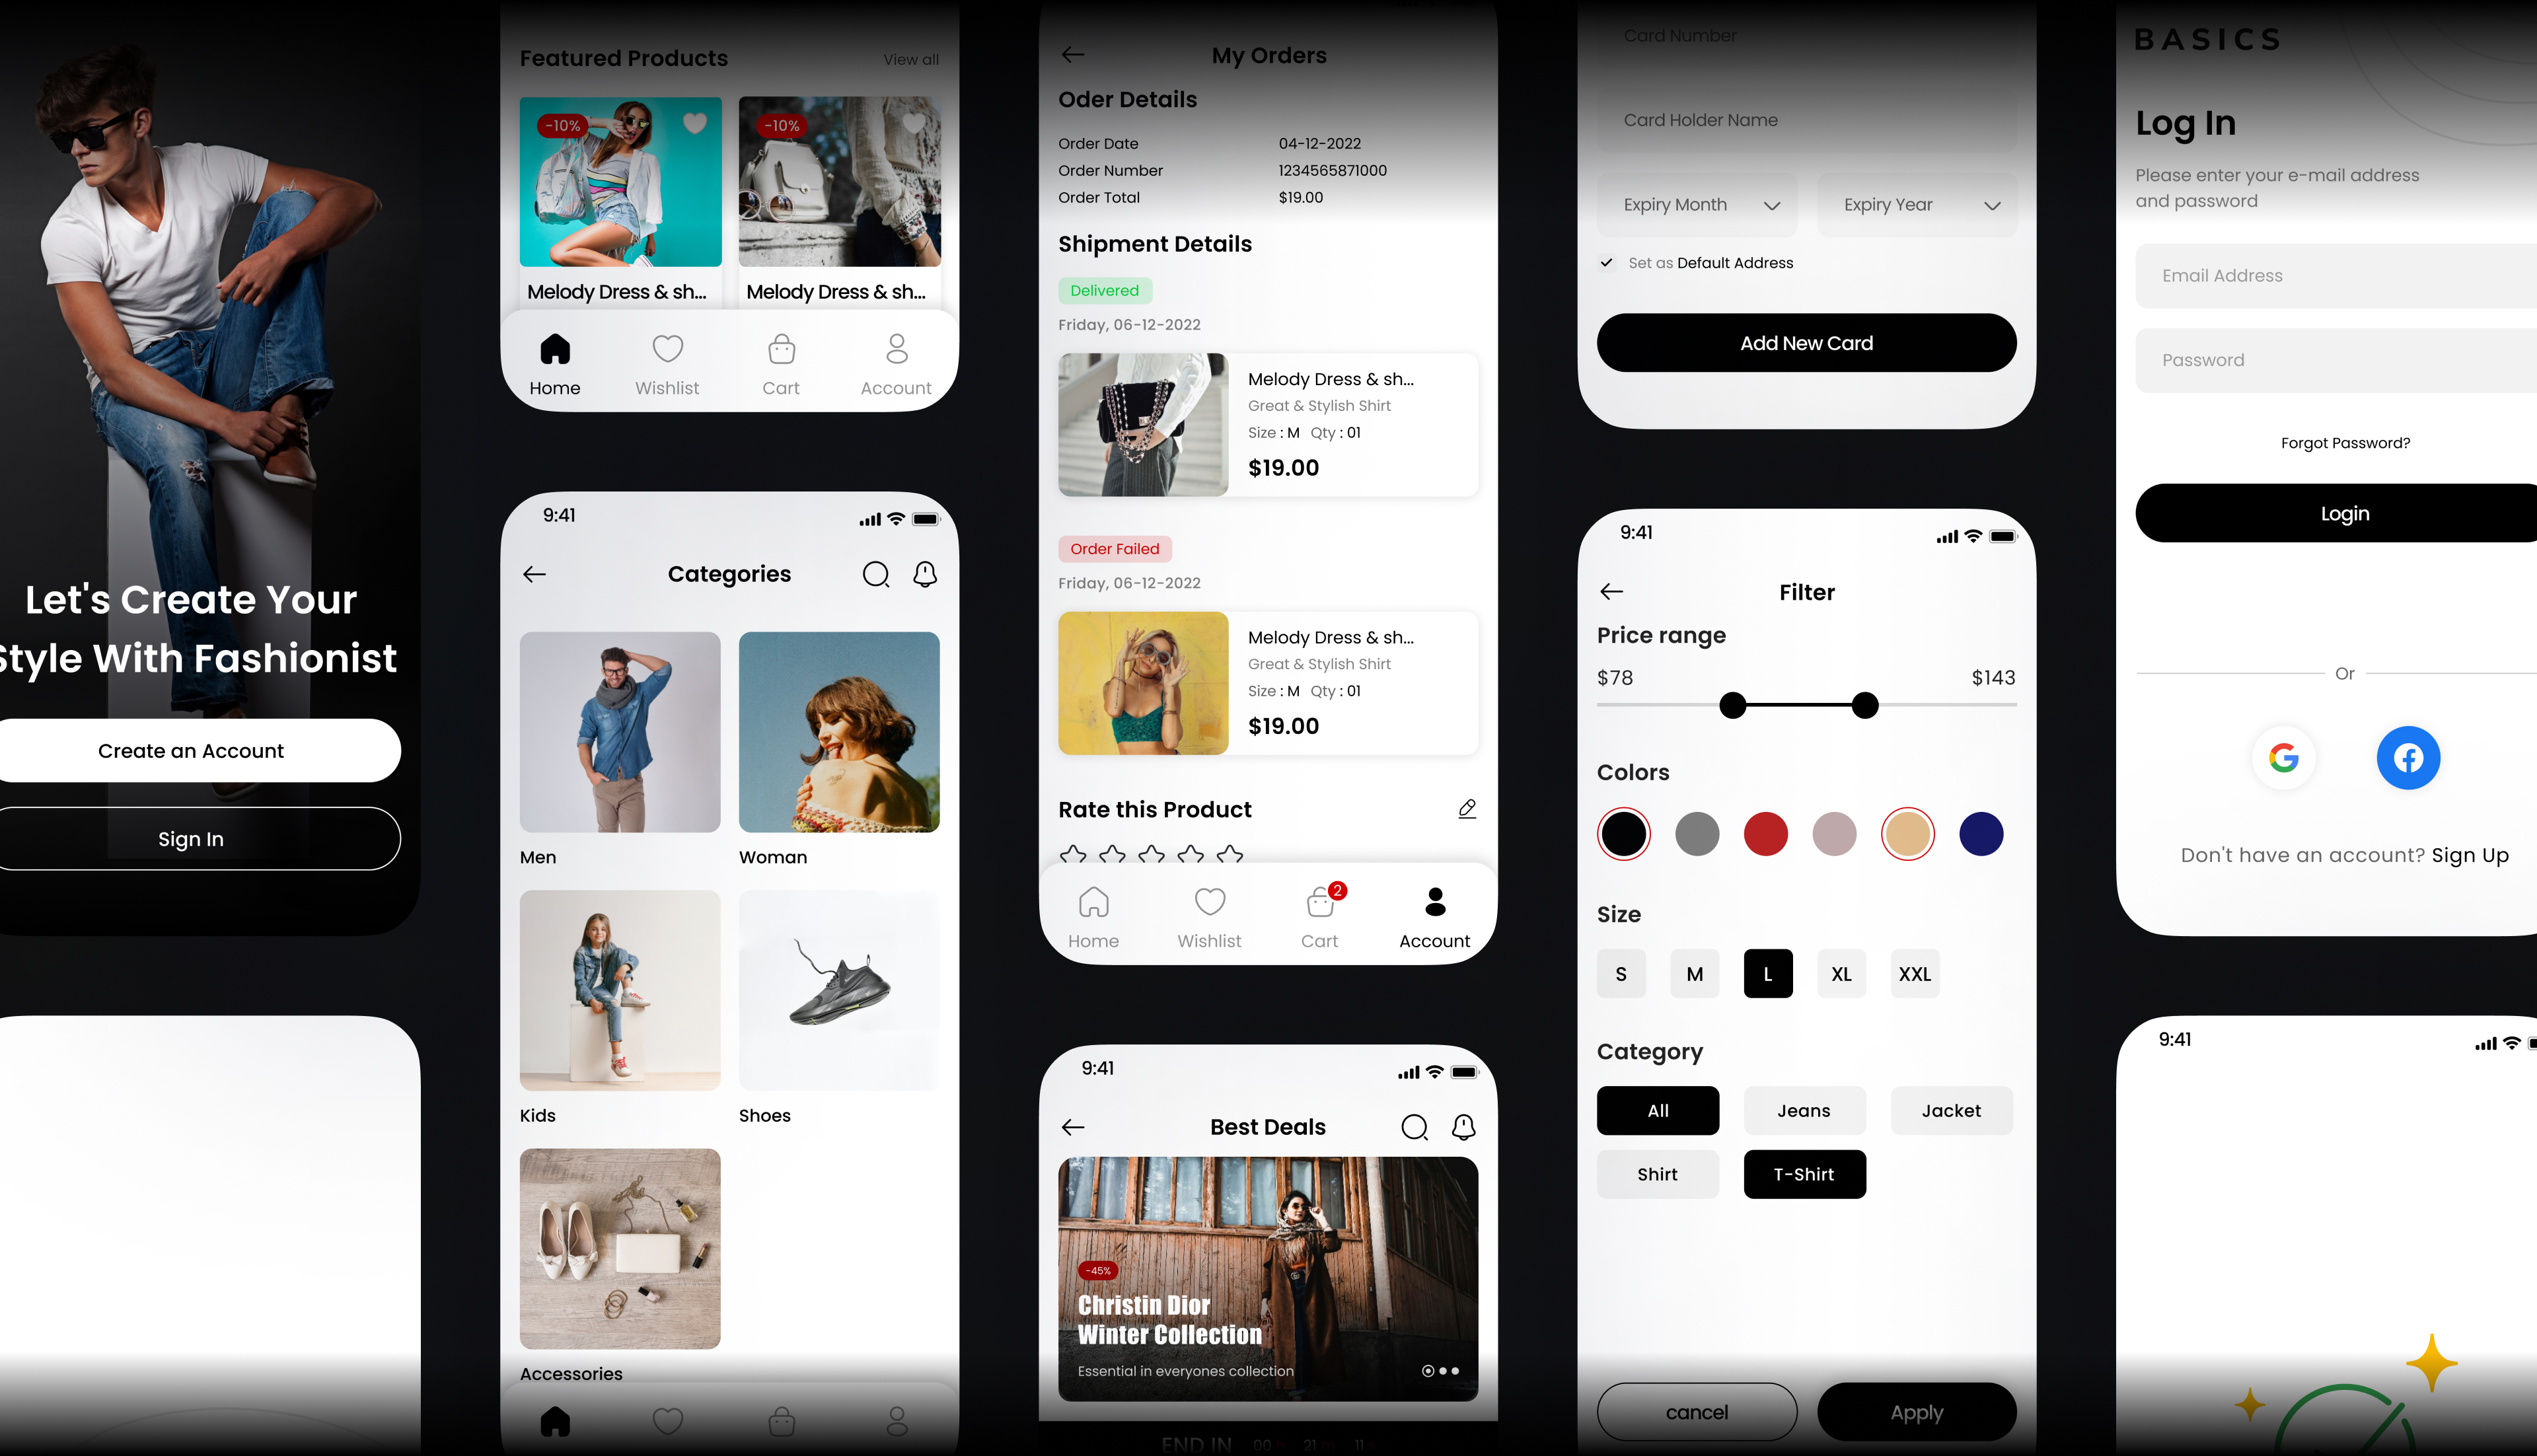 Let's Create Your
Style With Fashionist
Create an Account
Sign In
Featured Products
View all
-10%
-10%
Melody Dress & sh...
Melody Dress & sh...
Home
Wishlist
Cart
Account
9:41
Categories
Men
Woman
Kids
Shoes
Accessories
My Orders
Oder Details
Order Date 04-12-2022
Order Number 1234565871000
Order Total $19.00
Shipment Details
Delivered
Friday, 06-12-2022
Melody Dress & sh...
Great & Stylish Shirt
Size : M Qty : 01
$19.00
Order Failed
Friday, 06-12-2022
Melody Dress & sh...
Great & Stylish Shirt
Size : M Qty : 01
$19.00
Rate this Product
2
Home
Wishlist
Cart
Account
9:41
Best Deals
-45%
Christin Dior
Winter Collection
Essential in everyones collection
END IN 00 21 11
Card Number
Card Holder Name
Expiry Month
Expiry Year
Set as Default Address
Add New Card
9:41
Filter
Price range
$78
$143
Colors
Size
S
M
L
XL
XXL
Category
All
Jeans
Jacket
Shirt
T-Shirt
cancel
Apply
BASICS
Log In
Please enter your e-mail address
and password
Email Address
Password
Forgot Password?
Login
Or
Don't have an account? Sign Up
9:41